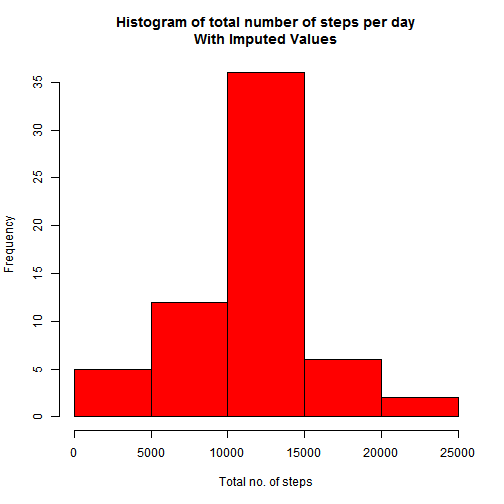 Histogram of total number of steps per day
With Imputed Values
Frequency
35
30
25
20
15
10
5
0
0 5000 10000 15000 20000 25000
Total no. of steps